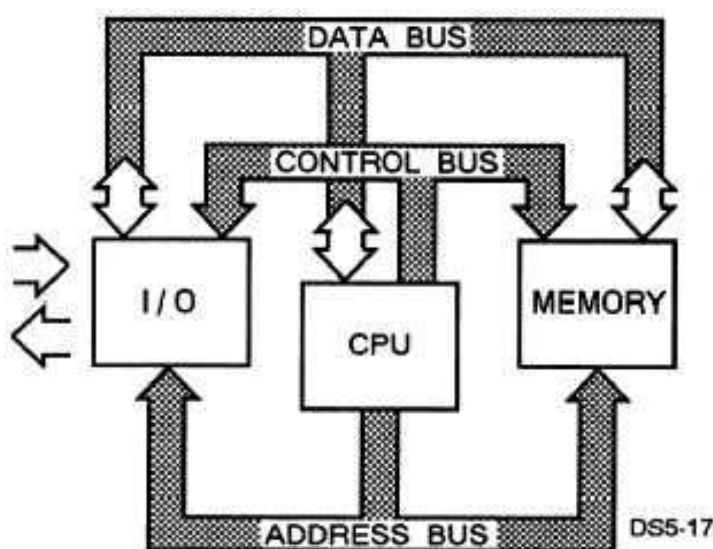 DATA BUS
CONTROL BUS
I/O
CPU
MEMORY
ADDRESS BUS
DS5-17